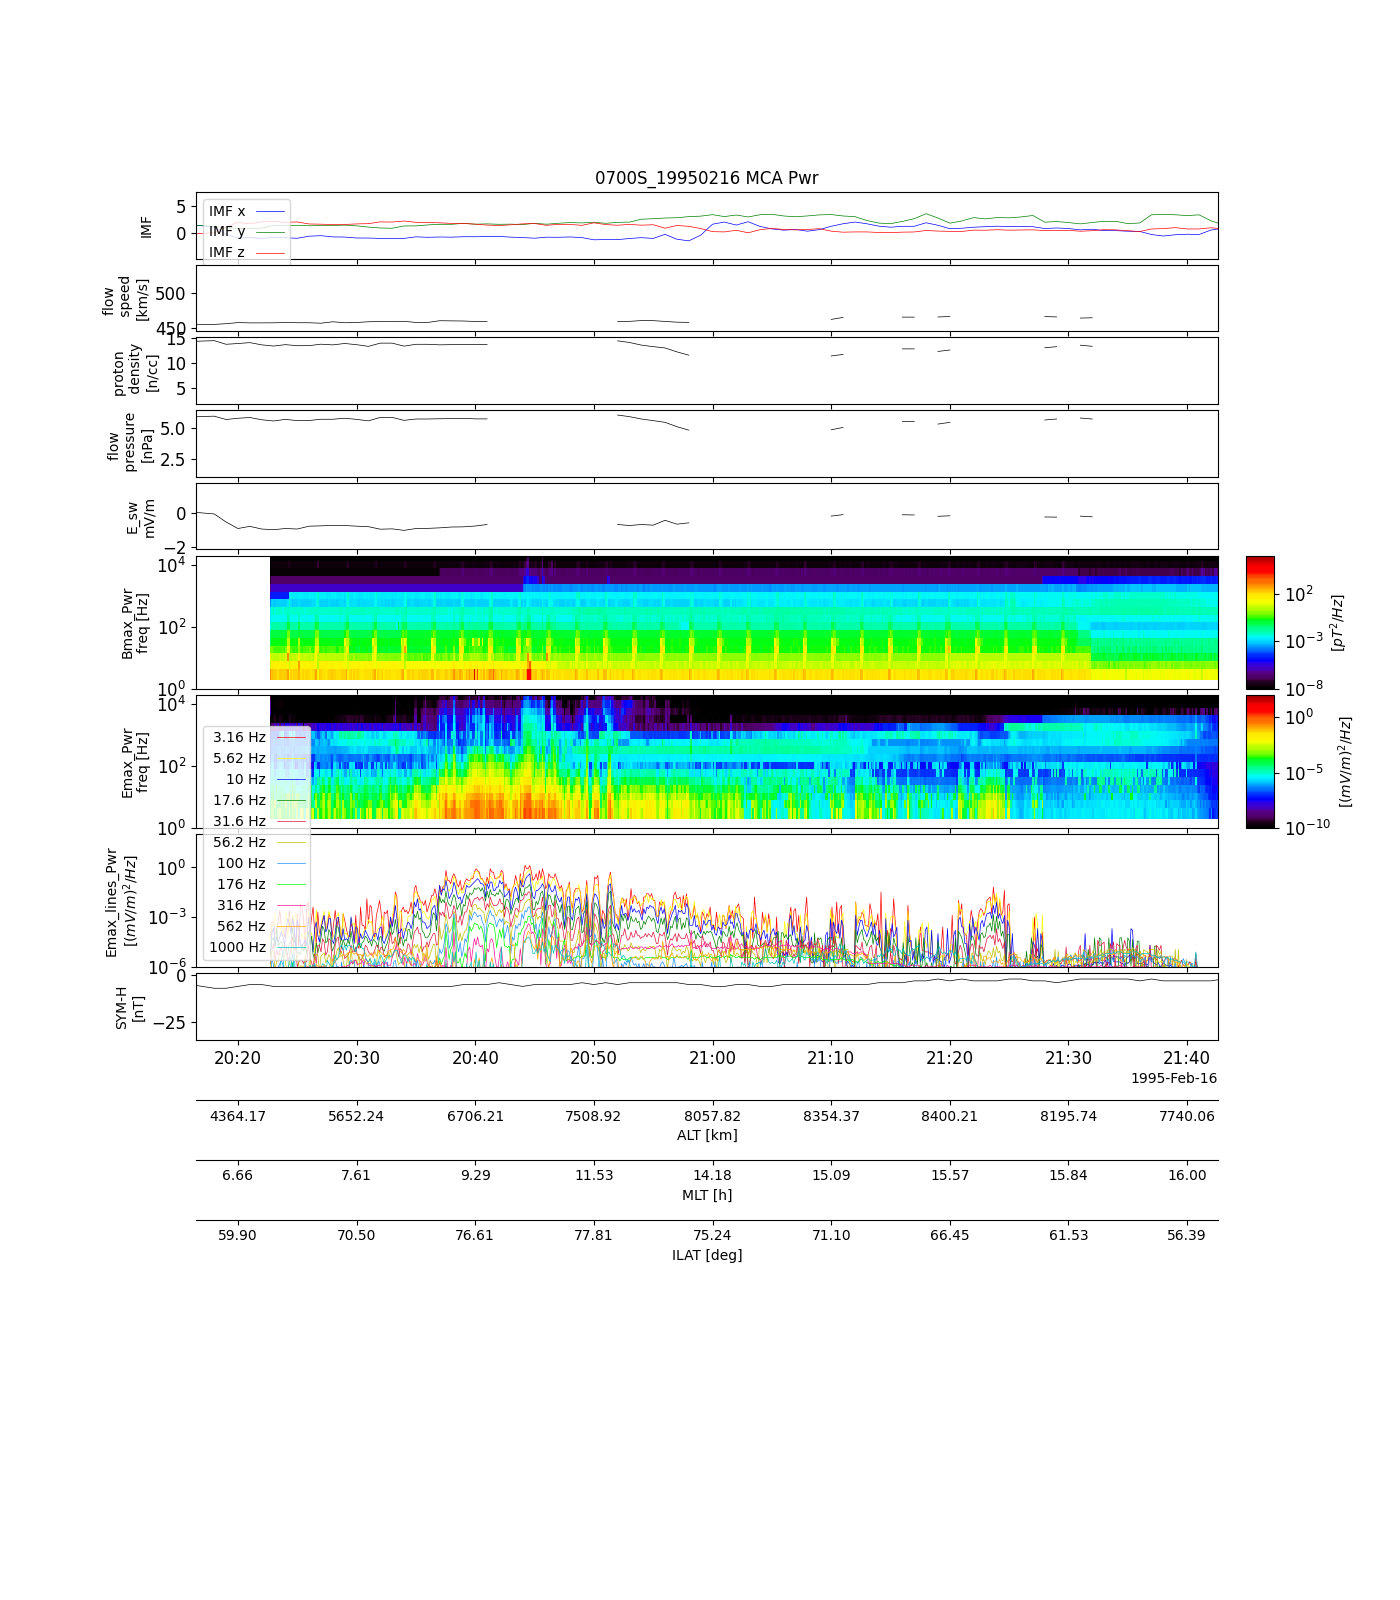 0700S_19950216 MCA Pwr
IMF
5
0
IMF x
IMF y
IMF z
flow speed [km/s]
500
450
proton density [n/cc]
15
10
5
flow pressure [nPa]
5.0
2.5
E_sw mV/m
0
−2
Bmax_Pwr freq [Hz]
10^4
10^2
10^0
10^2
10^−3
10^−8
[pT^2/Hz]
Emax_Pwr freq [Hz]
10^4
10^2
10^0
10^0
10^−5
10^−10
[(mV/m)^2/Hz]
3.16 Hz
5.62 Hz
10 Hz
17.6 Hz
31.6 Hz
56.2 Hz
100 Hz
176 Hz
316 Hz
562 Hz
1000 Hz
Emax_lines_Pwr [(mV/m)^2/Hz]
10^0
10^−3
10^−6
SYM-H [nT]
0
−25
20:20 20:30 20:40 20:50 21:00 21:10 21:20 21:30 21:40
1995-Feb-16
4364.17 5652.24 6706.21 7508.92 8057.82 8354.37 8400.21 8195.74 7740.06
ALT [km]
6.66 7.61 9.29 11.53 14.18 15.09 15.57 15.84 16.00
MLT [h]
59.90 70.50 76.61 77.81 75.24 71.10 66.45 61.53 56.39
ILAT [deg]